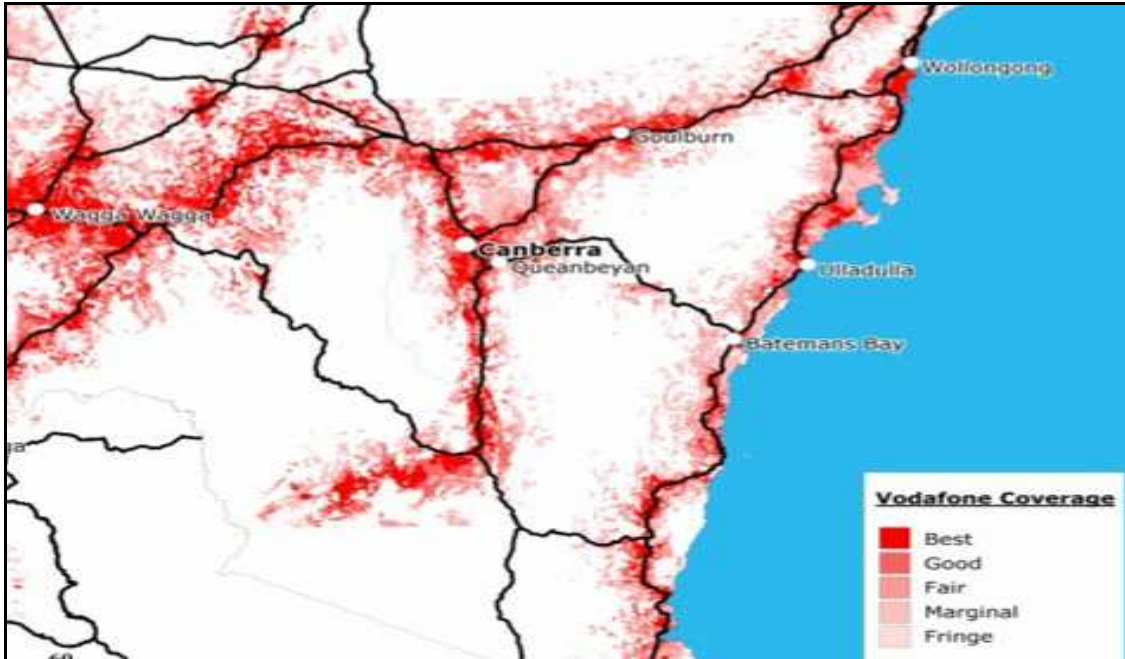 Wollongong
Goulburn
Wagga Wagga
Canberra
Queanbeyan
Ulladulla
Batemans Bay
Vodafone Coverage
Best
Good
Fair
Marginal
Fringe